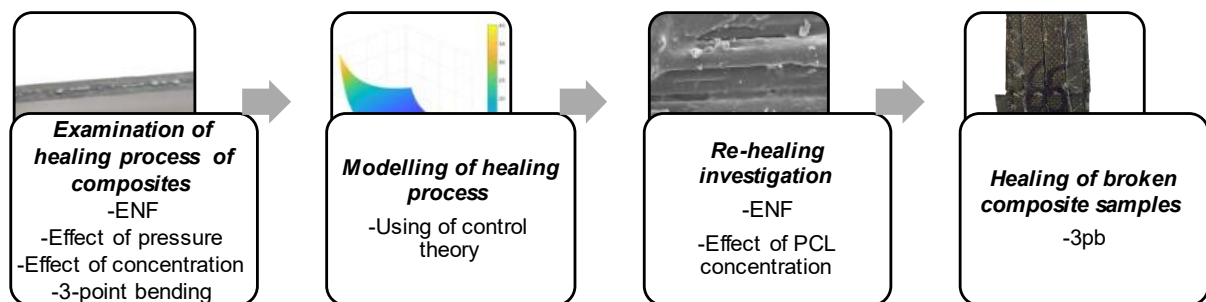 Examination of
healing process of
composites
-ENF
-Effect of pressure
-Effect of concentration
-3-point bending
Modelling of healing
process
-Using of control
theory
Re-healing
investigation
-ENF
-Effect of PCL
concentration
Healing of broken
composite samples
-3pb